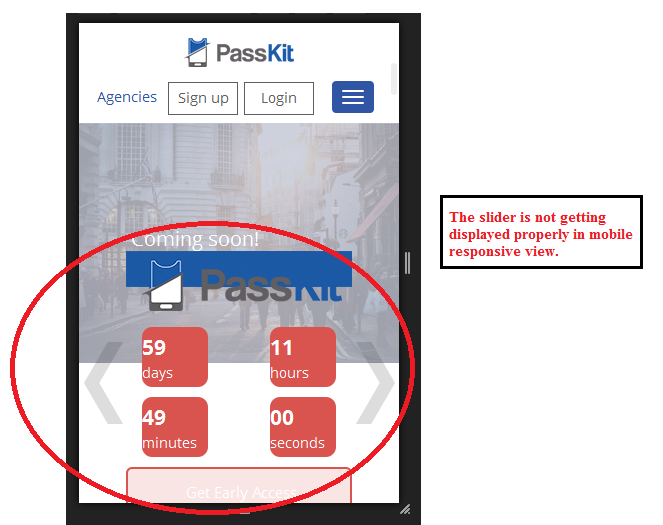 PassKit
Agencies Sign up Login
Coming soon!
PassKit
59 11
days hours
49 00
minutes seconds
Get Early Access
The slider is not getting
displayed properly in mobile
responsive view.